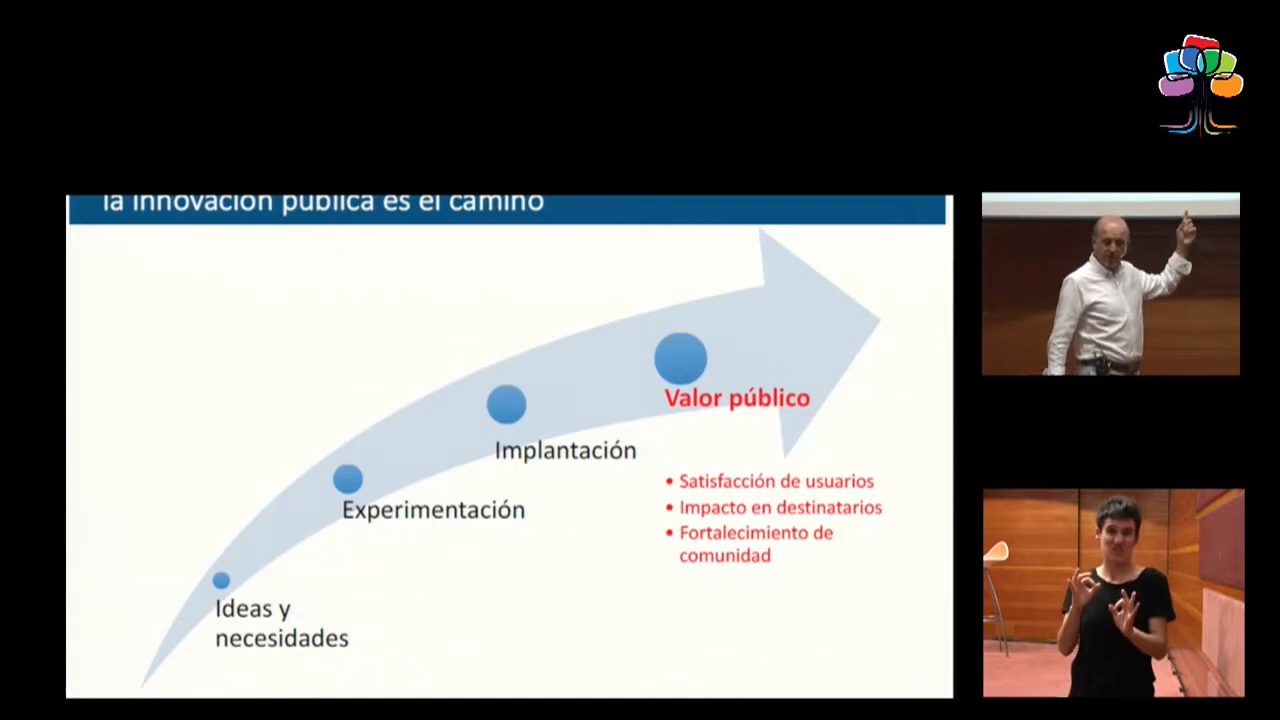 la innovación pública es el camino
Valor público
Implantación
• Satisfacción de usuarios
Experimentación
• Impacto en destinatarios
• Fortalecimiento de
comunidad
Ideas y
necesidades